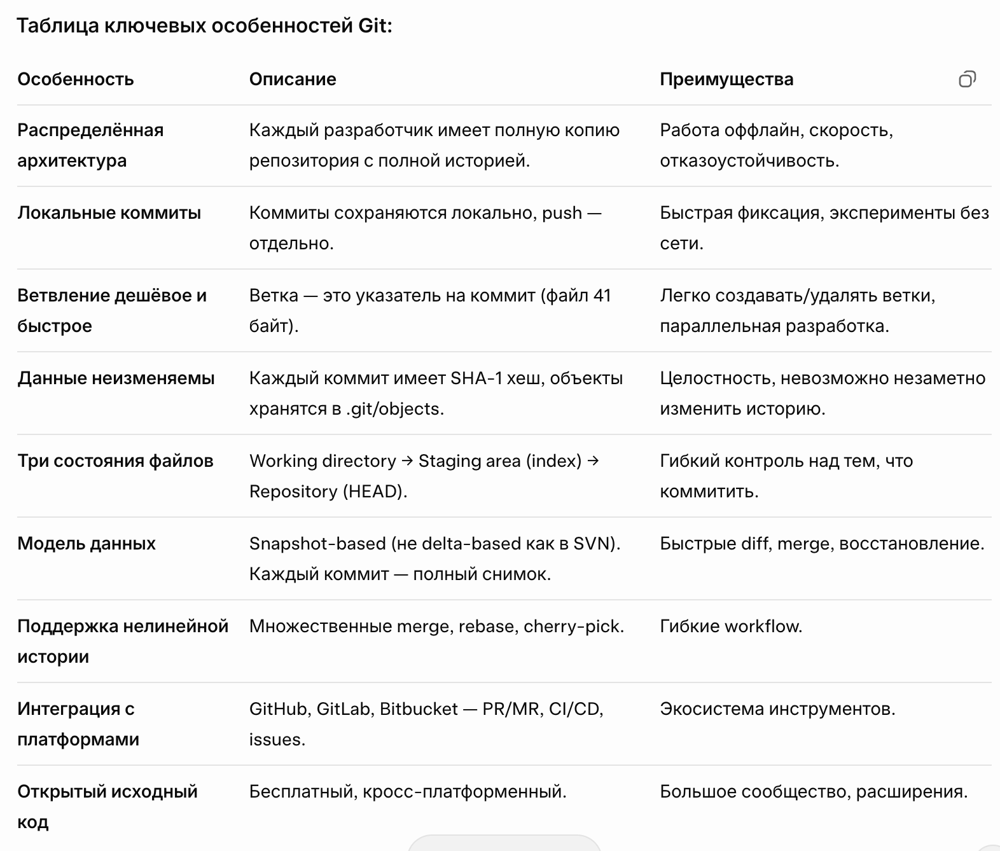 Таблица ключевых особенностей Git:
Особенность Описание Преимущества
Распределённая архитектура
Каждый разработчик имеет полную копию
репозитория с полной историей.
Работа оффлайн, скорость,
отказоустойчивость.
Локальные коммиты
Коммиты сохраняются локально, push —
отдельно.
Быстрая фиксация, эксперименты без
сети.
Ветвление дешёвое и
быстрое
Ветка — это указатель на коммит (файл 41
байт).
Легко создавать/удалять ветки,
параллельная разработка.
Данные неизменяемы
Каждый коммит имеет SHA-1 хеш, объекты
хранятся в .git/objects.
Целостность, невозможно незаметно
изменить историю.
Три состояния файлов
Working directory → Staging area (index) →
Repository (HEAD).
Гибкий контроль над тем, что
коммитить.
Модель данных
Snapshot-based (не delta-based как в SVN).
Каждый коммит — полный снимок.
Быстрые diff, merge, восстановление.
Поддержка нелинейной
истории
Множественные merge, rebase, cherry-pick.
Гибкие workflow.
Интеграция с
платформами
GitHub, GitLab, Bitbucket — PR/MR, CI/CD,
issues.
Экосистема инструментов.
Открытый исходный
код
Бесплатный, кросс-платформенный.
Большое сообщество, расширения.